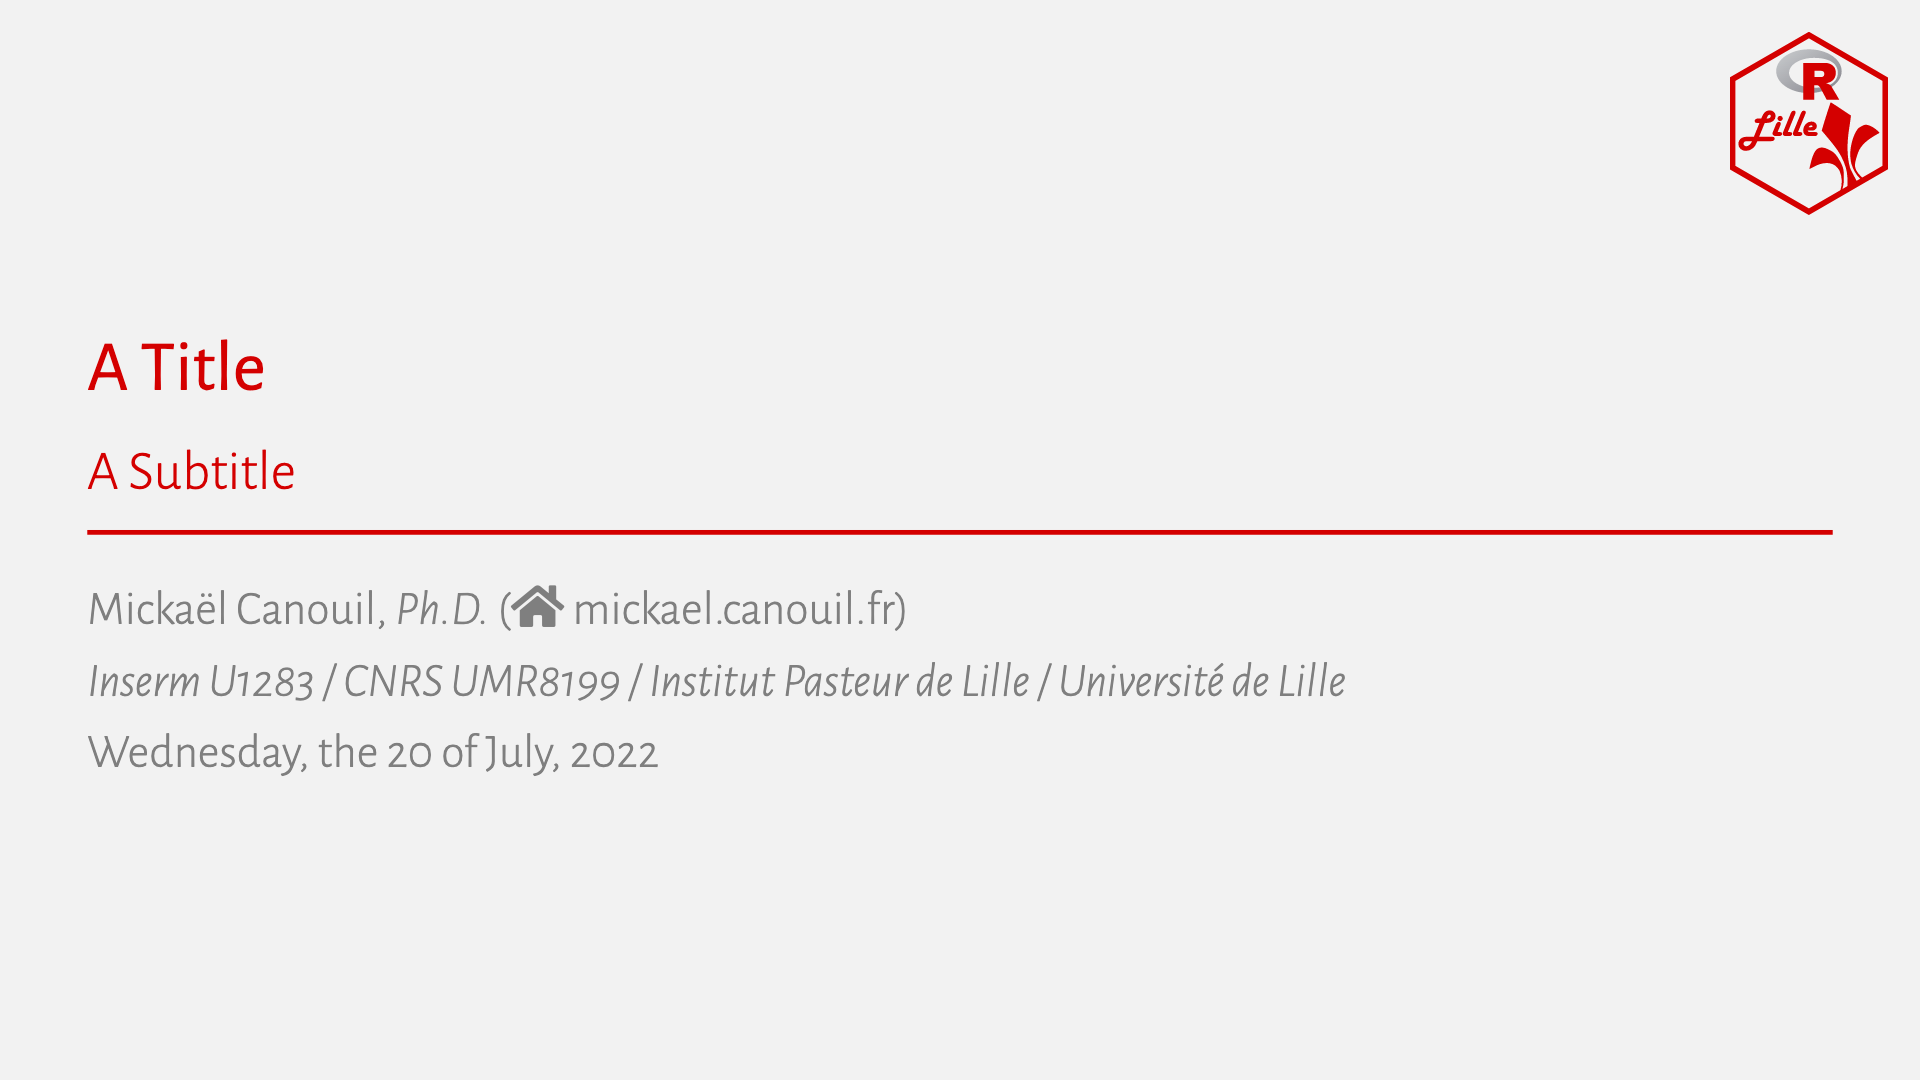 R
Lille
A Title
A Subtitle
Mickaël Canouil, Ph.D. ( mickael.canouil.fr)
Inserm U1283 / CNRS UMR8199 / Institut Pasteur de Lille / Université de Lille
Wednesday, the 20 of July, 2022